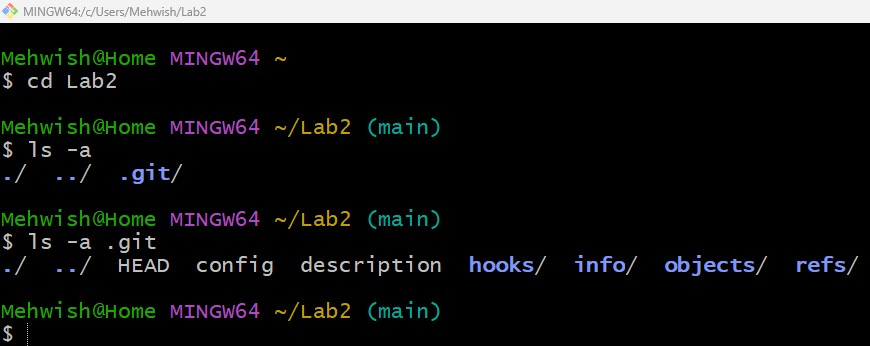 MINGW64:/c/Users/Mehwish/Lab2
Mehwish@Home MINGW64 ~
$ cd Lab2
Mehwish@Home MINGW64 ~/Lab2 (main)
$ ls -a
./  ../  .git/
Mehwish@Home MINGW64 ~/Lab2 (main)
$ ls -a .git
./  ../  HEAD  config  description  hooks/  info/  objects/  refs/
Mehwish@Home MINGW64 ~/Lab2 (main)
$